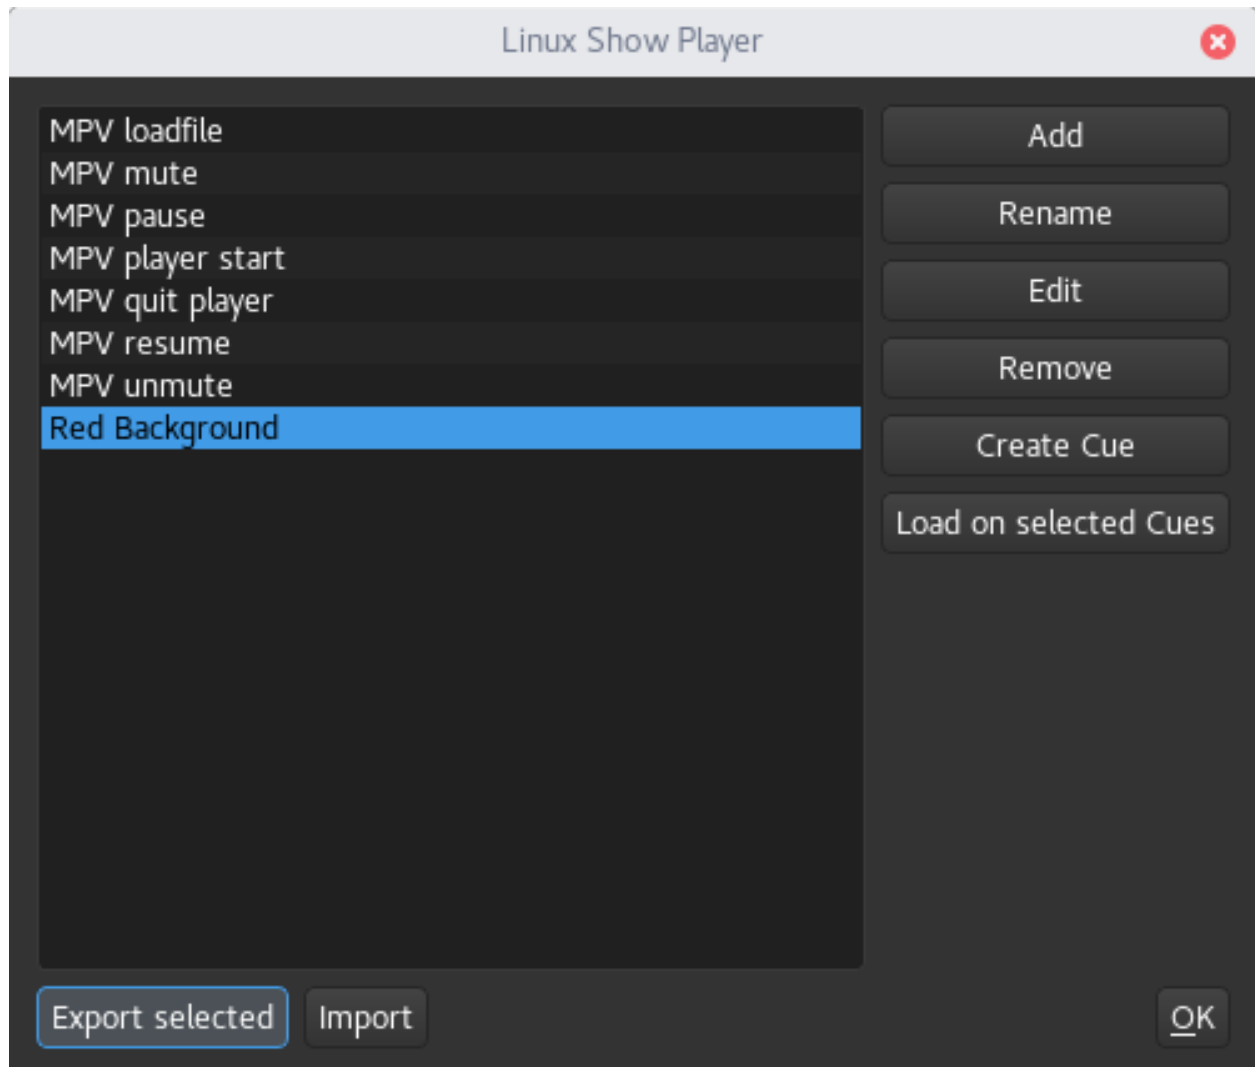 Linux Show Player
MPV loadfile
MPV mute
MPV pause
MPV player start
MPV quit player
MPV resume
MPV unmute
Red Background
Add
Rename
Edit
Remove
Create Cue
Load on selected Cues
Export selected
Import
OK